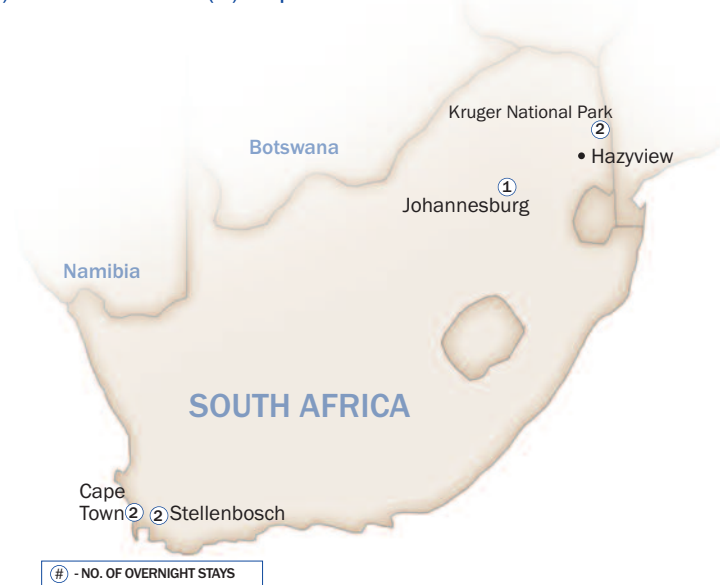 Kruger National Park
2
• Hazyview
Botswana
1
Johannesburg
Namibia
SOUTH AFRICA
Cape
Town 2
2 Stellenbosch
# - NO. OF OVERNIGHT STAYS